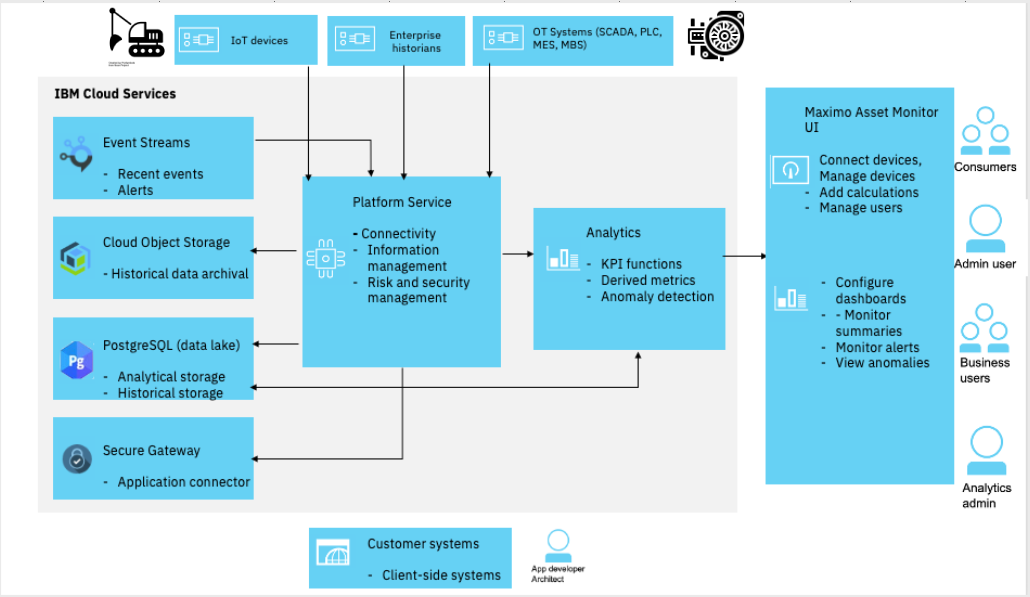 IoT devices
Enterprise
historians
OT Systems (SCADA, PLC,
MES, MBS)
IBM Cloud Services
Event Streams
- Recent events
- Alerts
Cloud Object Storage
- Historical data archival
PostgreSQL (data lake)
Pg
- Analytical storage
- Historical storage
Secure Gateway
- Application connector
Platform Service
- Connectivity
- Information
management
- Risk and security
management
Analytics
- KPI functions
- Derived metrics
- Anomaly detection
Maximo Asset Monitor
UI
Connect devices,
Manage devices
- Add calculations
- Manage users
- Configure
dashboards
- - Monitor
summaries
- Monitor alerts
- View anomalies
Consumers
Admin user
Business
users
Analytics
admin
Customer systems
- Client-side systems
App developer
Architect